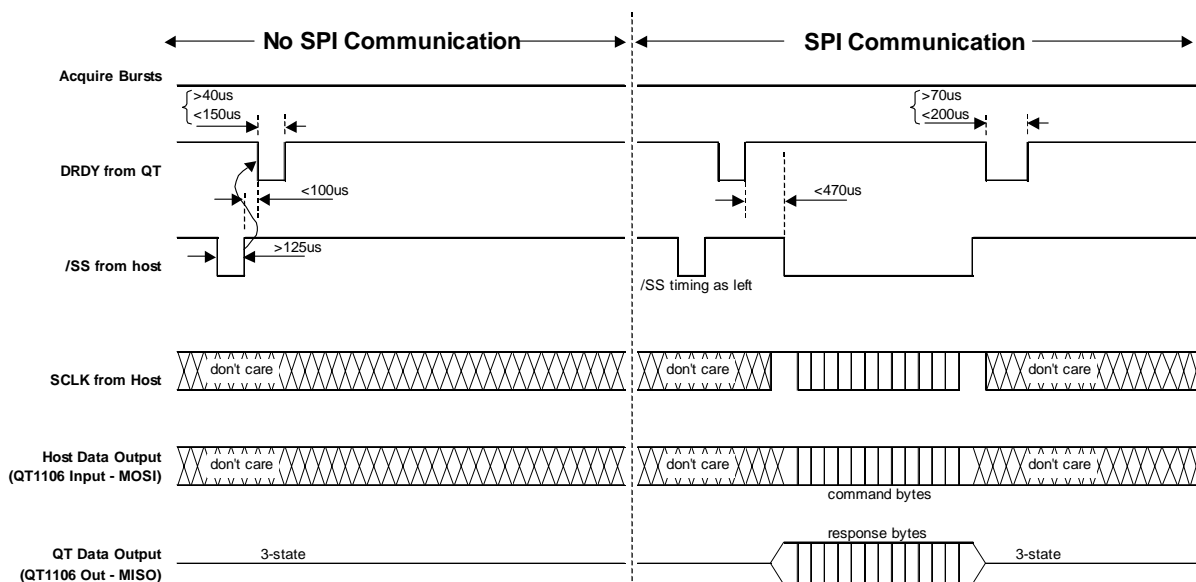 No SPI Communication
SPI Communication
Acquire Bursts
>40us
<150us
>70us
<200us
DRDY from QT
<100us
<470us
>125us
/SS from host
/SS timing as left
SCLK from Host
don't care
don't care
don't care
Host Data Output
(QT1106 Input - MOSI)
don't care
don't care
don't care
command bytes
response bytes
QT Data Output
(QT1106 Out - MISO)
3-state
3-state